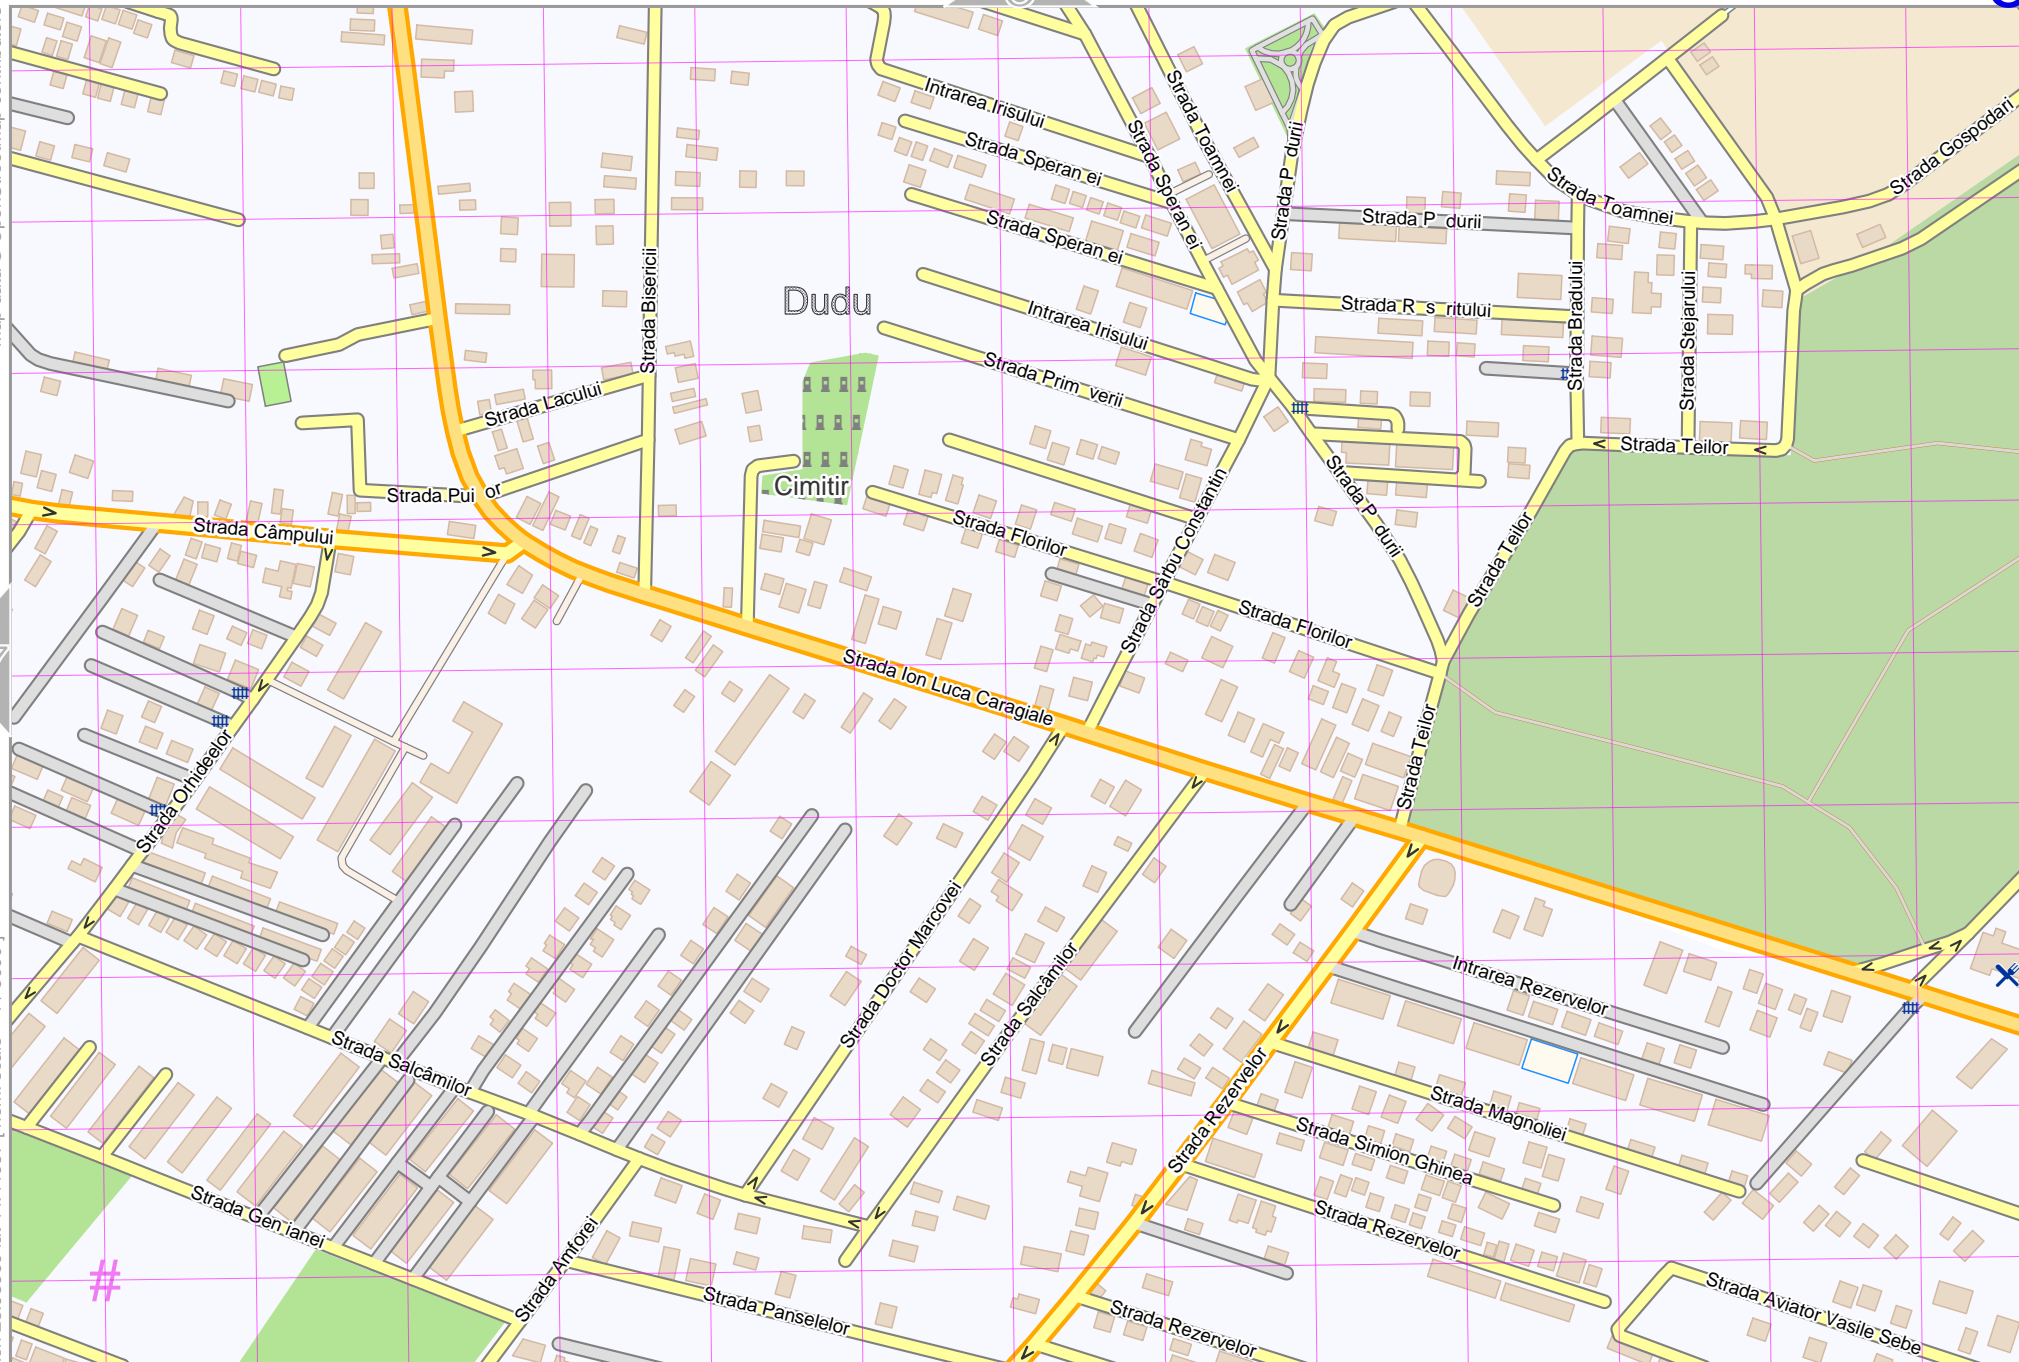 Intrarea Irisului
Strada Toamnei
Strada Speran ei
Strada Speran ei
Strada P durii
Strada Gospodari
Strada Toamnei
Strada P durii
Strada Speran ei
Strada Bisericii
Dudu
Intrarea Irisului
Strada R s ritului
Strada Bradului
Strada Stejarului
Strada Prim verii
Strada Lacului
Strada Teilor
Cimitir
Strada Pui or
Strada Câmpului
Strada Florilor
Strada Sârbu Constantin
Strada P durii
Strada Teilor
Strada Florilor
Strada Ion Luca Caragiale
Strada Teilor
Strada Orhideelor
Strada Doctor Marcovei
Strada Salcâmilor
Intrarea Rezervelor
Strada Salcâmilor
Strada Rezervelor
Strada Magnoliei
Strada Simion Ghinea
Strada Gen ianei
Strada Rezervelor
Strada Amforei
#
Strada Panselelor
Strada Aviator Vasile Sebe
Strada Rezervelor